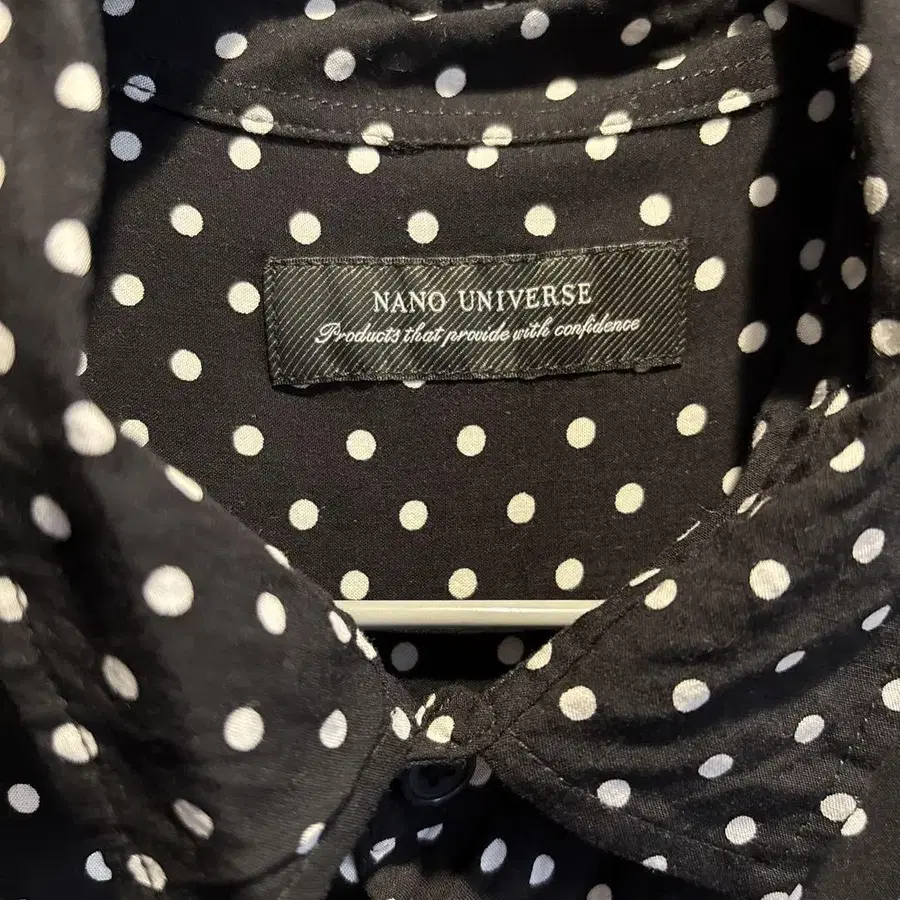 NANO UNIVERSE
Products that provide with confidence